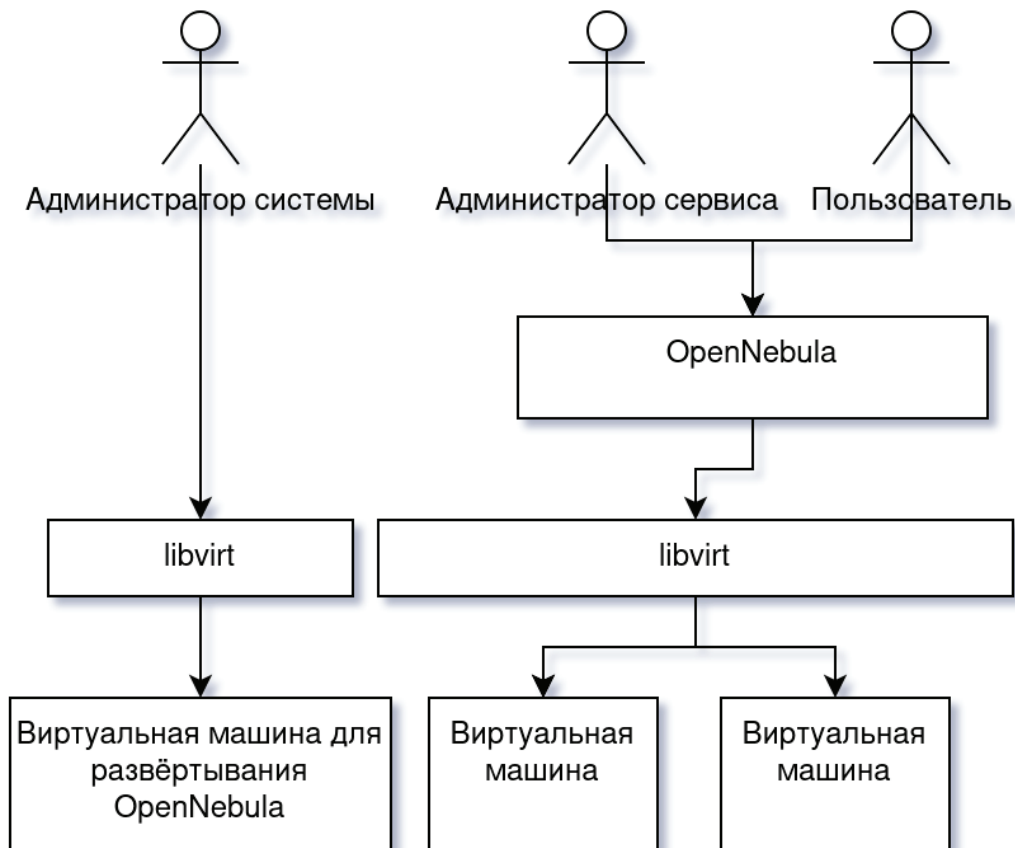 Администратор системы
Администратор сервиса
Пользователь
OpenNebula
libvirt
libvirt
Виртуальная машина для
развёртывания
OpenNebula
Виртуальная
машина
Виртуальная
машина